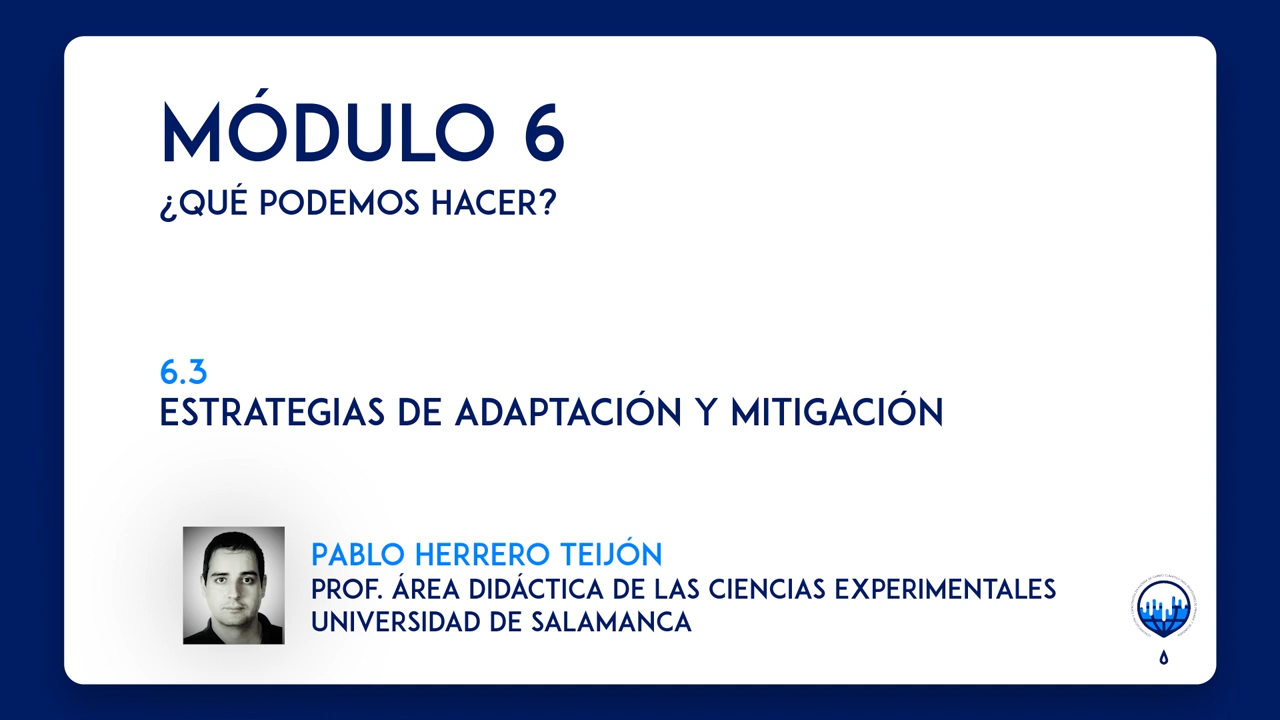 MÓDULO 6
¿QUÉ PODEMOS HACER?
6.3
ESTRATEGIAS DE ADAPTACIÓN Y MITIGACIÓN
PABLO HERRERO TEIJÓN
PROF. ÁREA DIDÁCTICA DE LAS CIENCIAS EXPERIMENTALES
UNIVERSIDAD DE SALAMANCA